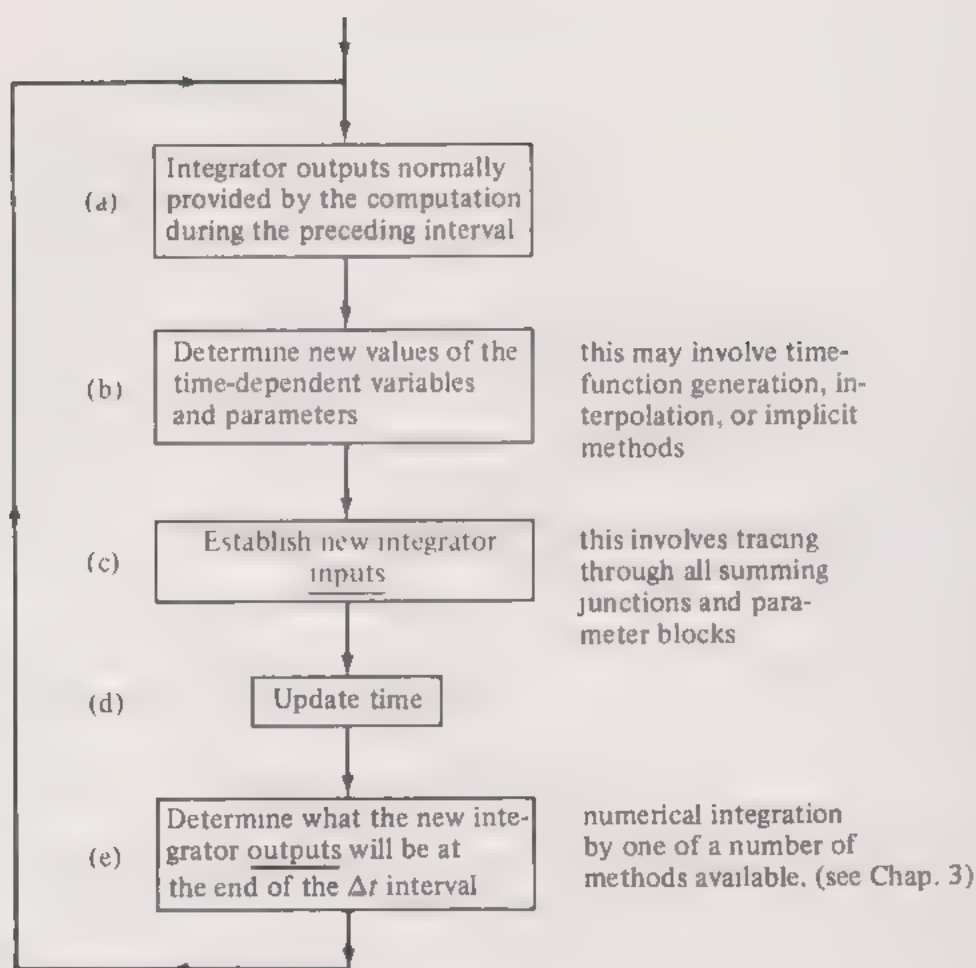 (a)
Integrator outputs normally
provided by the computation
during the preceding interval
(b)
Determine new values of the
time-dependent variables
and parameters
this may involve time-
function generation, in-
terpolation, or implicit
methods
(c)
Establish new integrator
inputs
this involves tracing
through all summing
junctions and para-
meter blocks
(d)
Update time
(e)
Determine what the new inte-
grator outputs will be at
the end of the Δt interval
numerical integration
by one of a number of
methods available. (see Chap. 3)